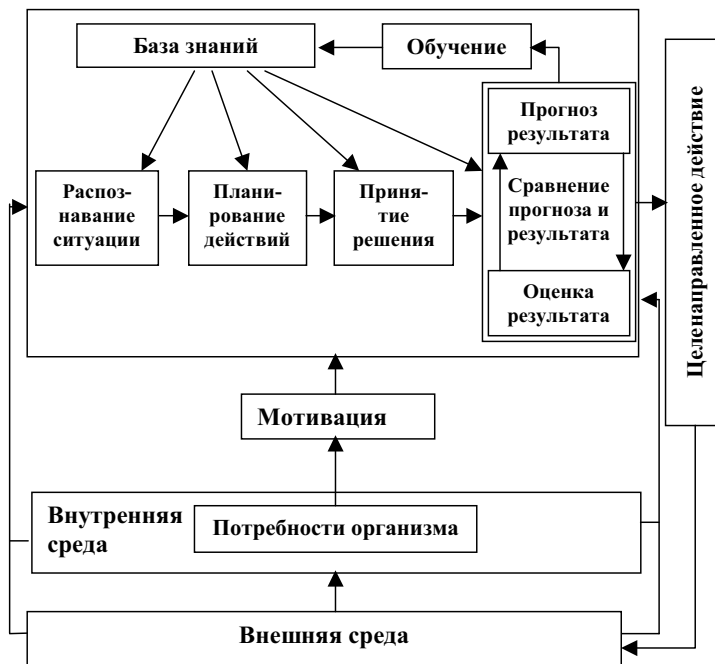 База знаний
Обучение
Прогноз
результата
Распоз-
навание
ситуации
Плани-
рование
действий
Приня-
тие
решения
Сравнение
прогноза и
результата
Оценка
результата
Целенаправленное действие
Мотивация
Внутренняя
среда
Потребности организма
Внешняя среда